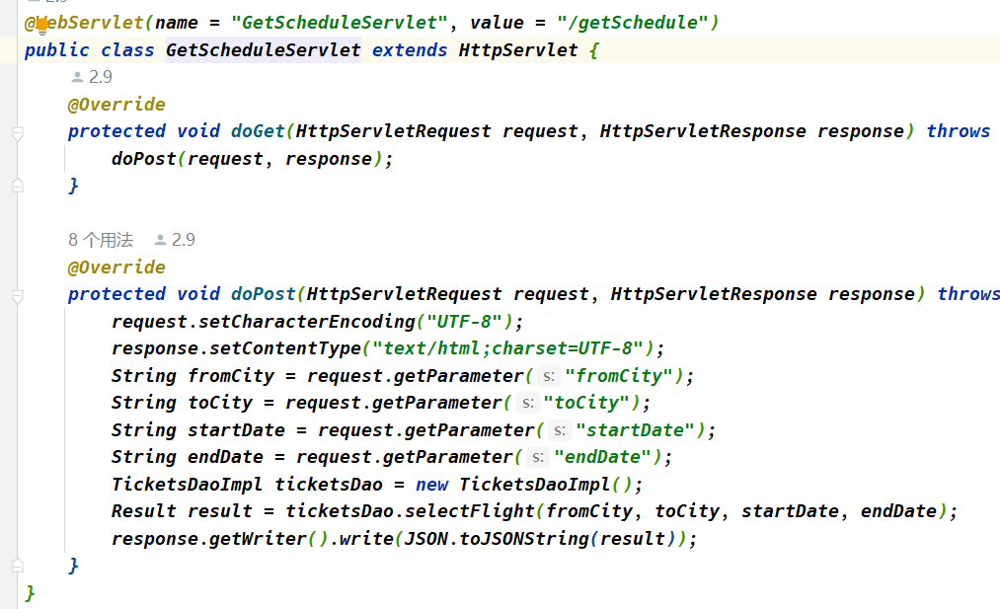 @WebServlet(name = "GetScheduleServlet", value = "/getSchedule")
public class GetScheduleServlet extends HttpServlet {
2.9
@Override
protected void doGet(HttpServletRequest request, HttpServletResponse response) throws
doPost(request, response);
}
8 个用法 2.9
@Override
protected void doPost(HttpServletRequest request, HttpServletResponse response) throws
request.setCharacterEncoding("UTF-8");
response.setContentType("text/html;charset=UTF-8");
String fromCity = request.getParameter( s: "fromCity");
String toCity = request.getParameter( s: "toCity");
String startDate = request.getParameter( s: "startDate");
String endDate = request.getParameter( s: "endDate");
TicketsDaoImpl ticketsDao = new TicketsDaoImpl();
Result result = ticketsDao.selectFlight(fromCity, toCity, startDate, endDate);
response.getWriter().write(JSON.toJSONString(result));
}
}